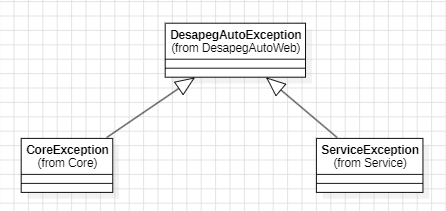 DesapegAutoException
(from DesapegAutoWeb)
CoreException
(from Core)
ServiceException
(from Service)